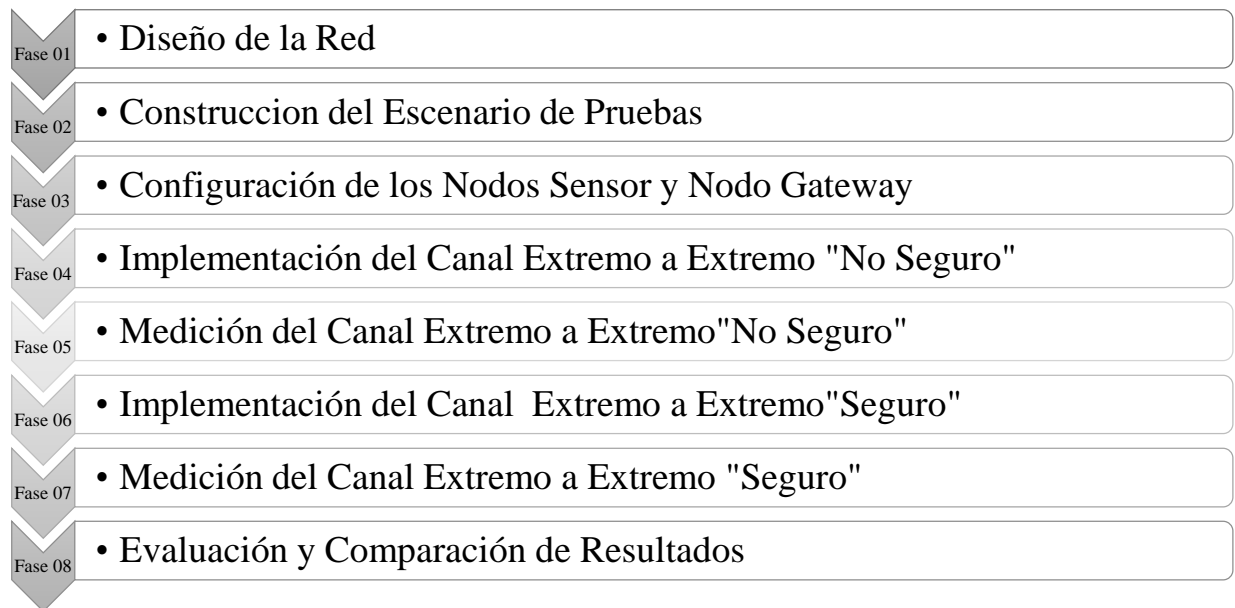 Fase 01
• Diseño de la Red
Fase 02
• Construccion del Escenario de Pruebas
Fase 03
• Configuración de los Nodos Sensor y Nodo Gateway
Fase 04
• Implementación del Canal Extremo a Extremo "No Seguro"
Fase 05
• Medición del Canal Extremo a Extremo"No Seguro"
Fase 06
• Implementación del Canal  Extremo a Extremo"Seguro"
Fase 07
• Medición del Canal Extremo a Extremo "Seguro"
Fase 08
• Evaluación y Comparación de Resultados